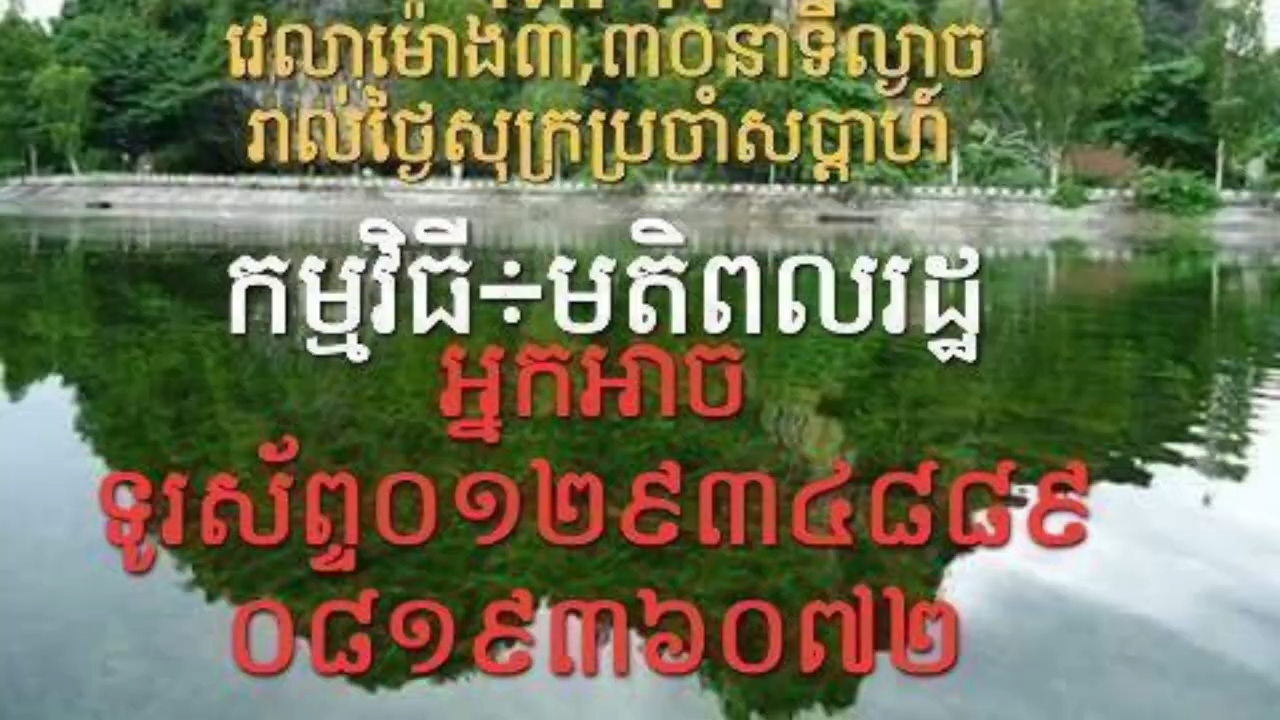 វេលាម៉ោង៣,៣០នាទីល្ងាច
រាល់ថ្ងៃសុក្រប្រចាំសប្ដាហ៍
កម្មវិធី÷មតិពលរដ្ឋ
អ្នកអាច
ទូរស័ព្ទ០១២៩៣៤៨៨៩
០៨១៩៣៦០៧២